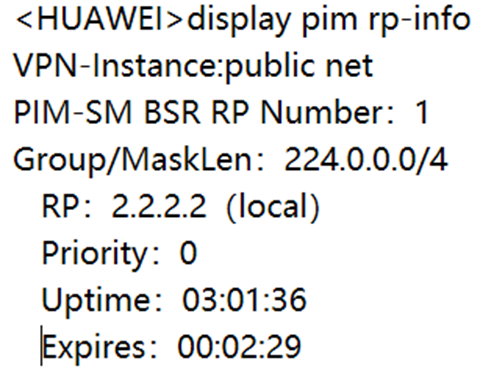 <HUAWEI>display pim rp-info
VPN-Instance:public net
PIM-SM BSR RP Number：1
Group/MaskLen：224.0.0.0/4
RP：2.2.2.2（local）
Priority：0
Uptime：03:01:36
Expires：00:02:29